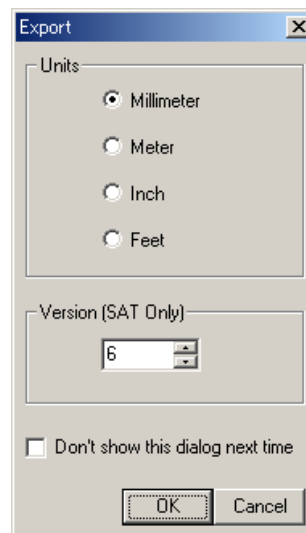 Export
Units
Millimeter
Meter
Inch
Feet
Version (SAT Only)
6
Don't show this dialog next time
OK Cancel